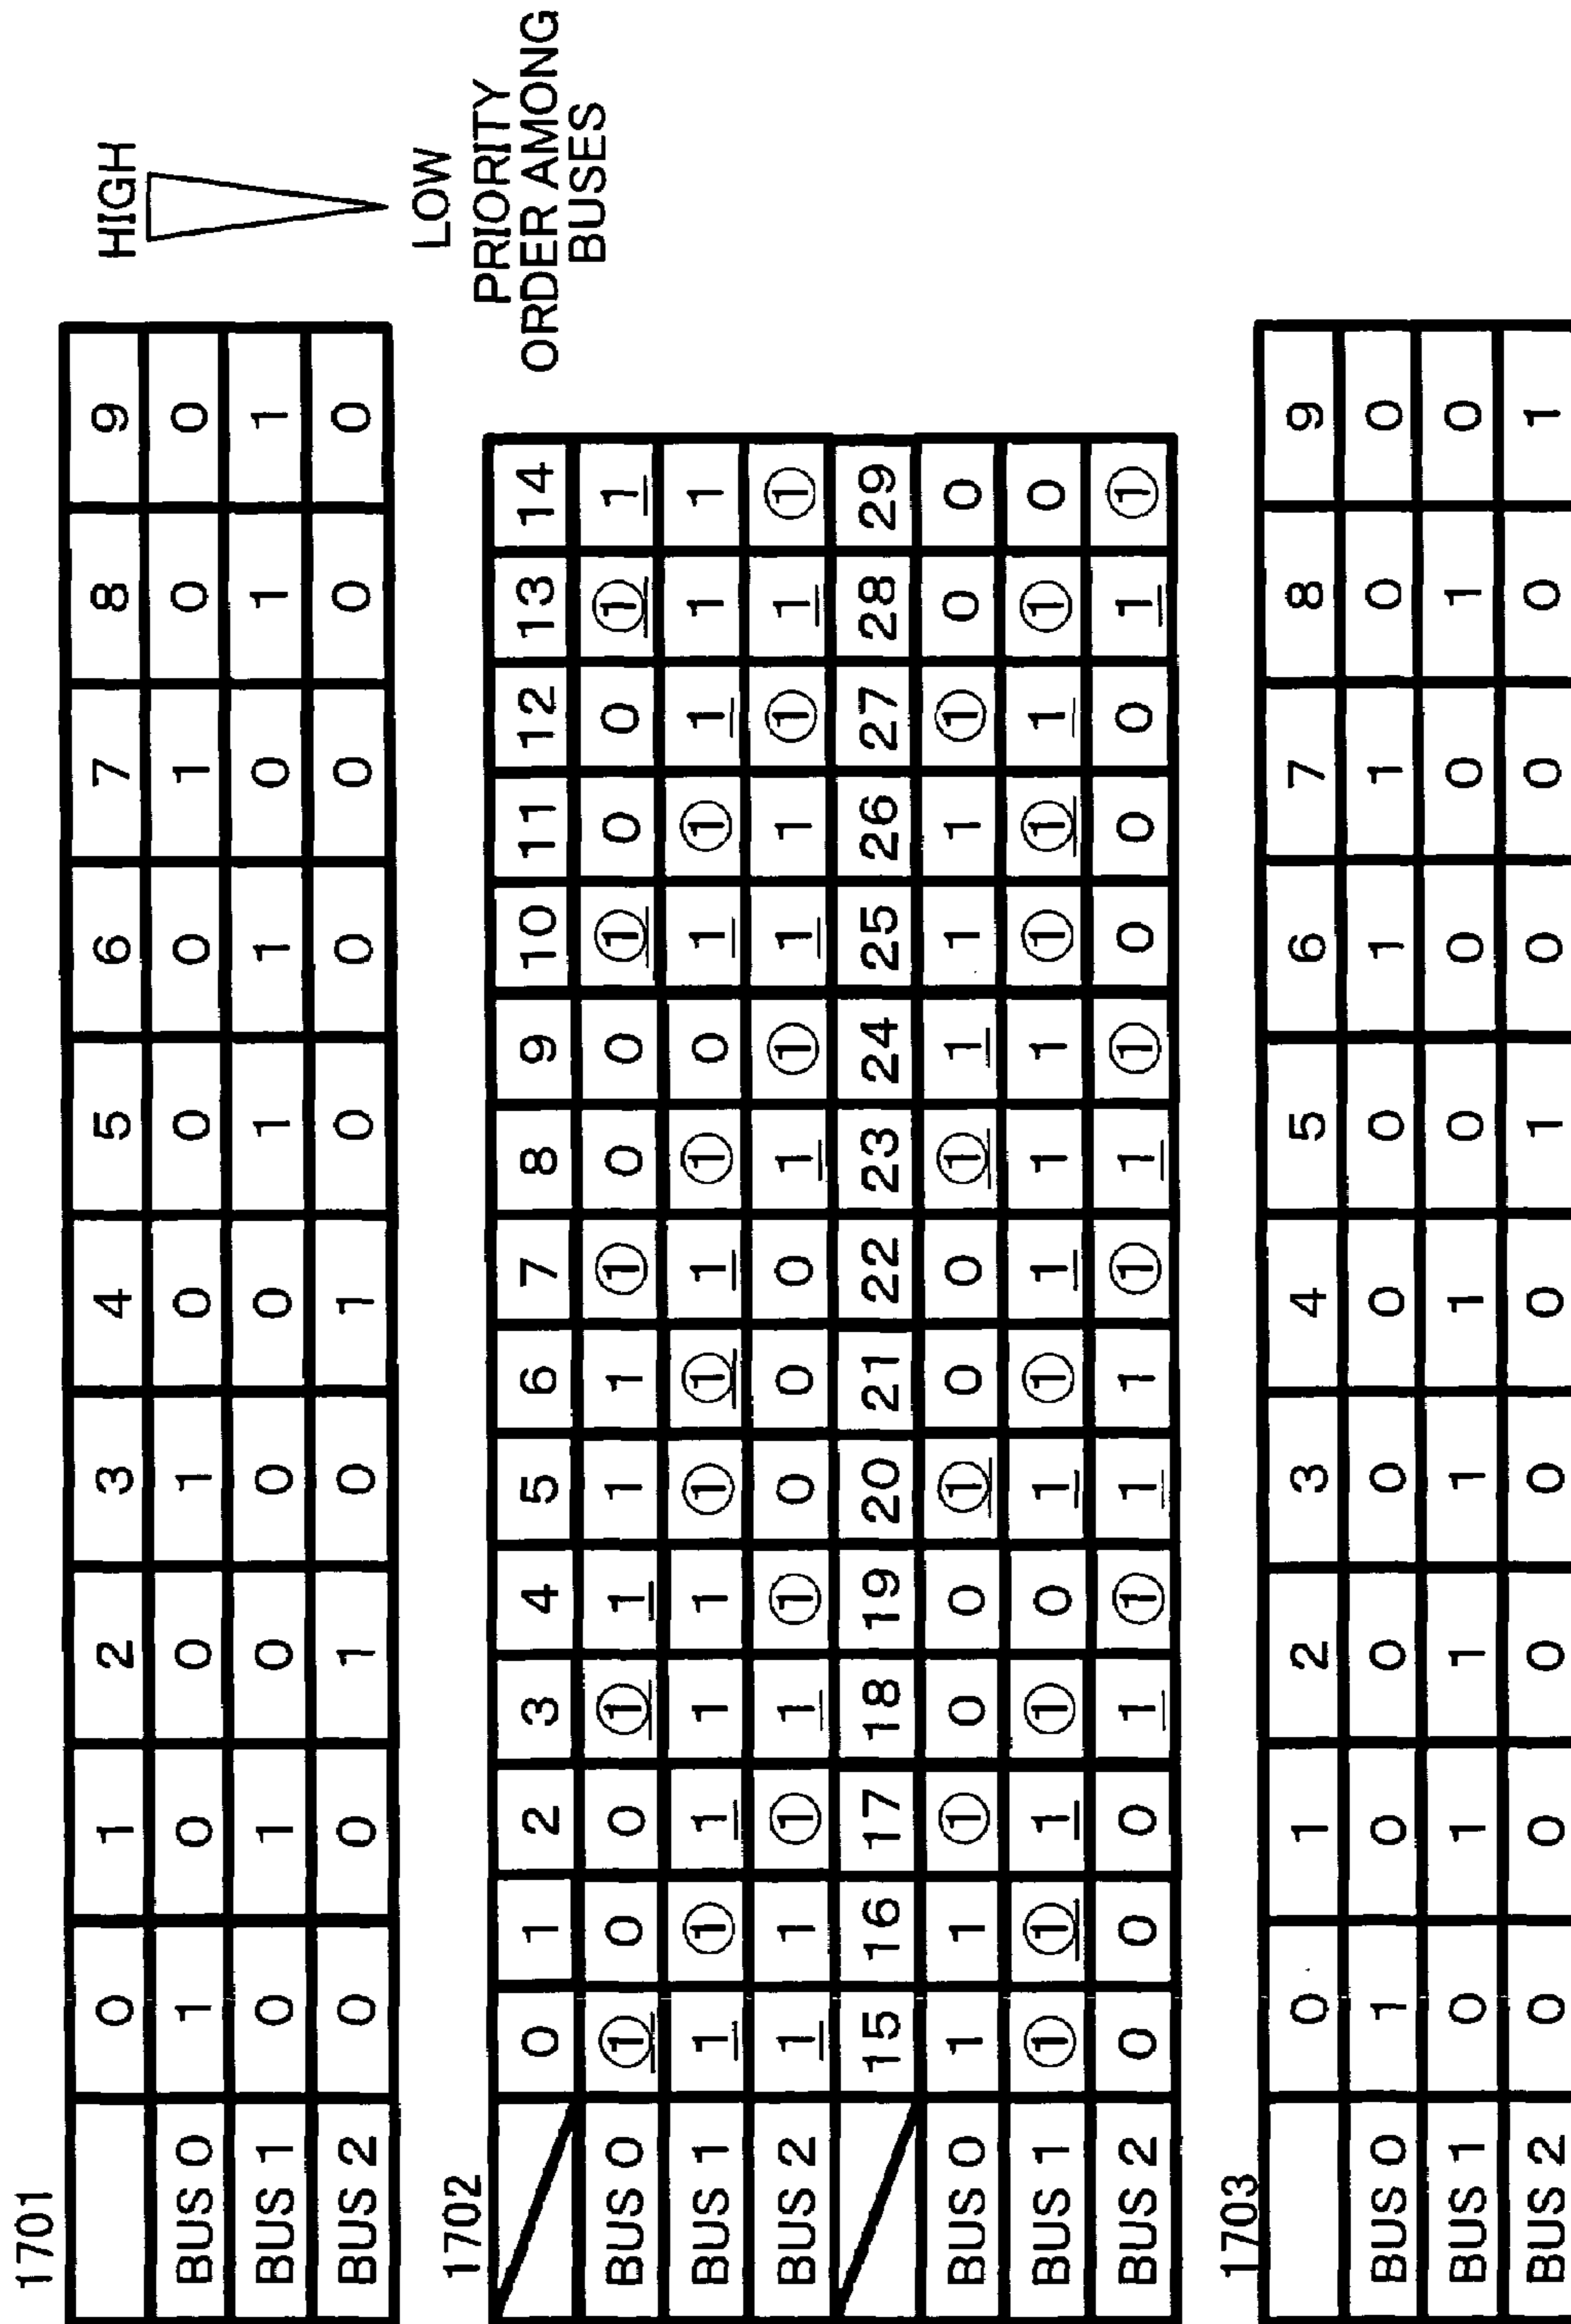 1701
0 1 2 3 4 5 6 7 8 9
BUS 0 1 0 0 1 0 0 0 1 0 0
BUS 1 0 1 0 0 0 1 1 0 1 1
BUS 2 0 0 1 0 1 0 0 0 0 0
HIGH
LOW
PRIORITY
ORDER AMONG
BUSES
1702
0 1 2 3 4 5 6 7 8 9 10 11 12 13 14
BUS 0 1 0 0 1 1 1 1 1 0 0 1 0 0 1 1
BUS 1 1 1 1 1 1 1 1 1 1 0 1 1 1 1 1
BUS 2 1 1 1 1 1 0 0 0 1 1 1 1 1 1 1
15 16 17 18 19 20 21 22 23 24 25 26 27 28 29
BUS 0 1 1 1 0 0 1 0 0 1 1 1 1 1 0 0
BUS 1 1 1 1 1 0 1 1 1 1 1 1 1 1 1 0
BUS 2 0 0 0 1 1 1 1 1 1 1 0 0 0 1 1
1703
0 1 2 3 4 5 6 7 8 9
BUS 0 1 0 0 0 0 0 1 1 0 0
BUS 1 0 1 1 1 1 0 0 0 1 0
BUS 2 0 0 0 0 0 1 0 0 0 1